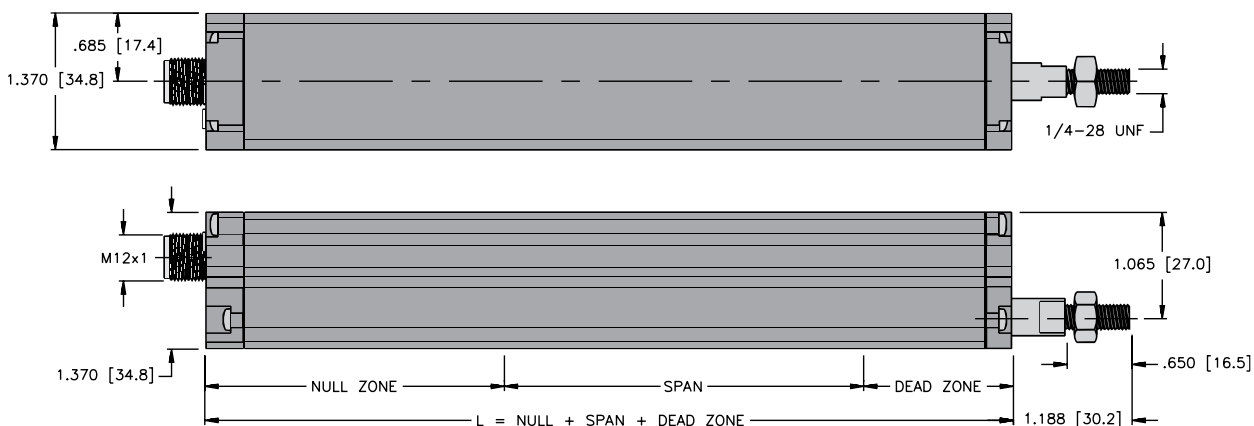 .685 [17.4]
1.370 [34.8]
1/4-28 UNF
M12x1
1.065 [27.0]
1.370 [34.8]
.650 [16.5]
NULL ZONE
SPAN
DEAD ZONE
L = NULL + SPAN + DEAD ZONE
1.188 [30.2]